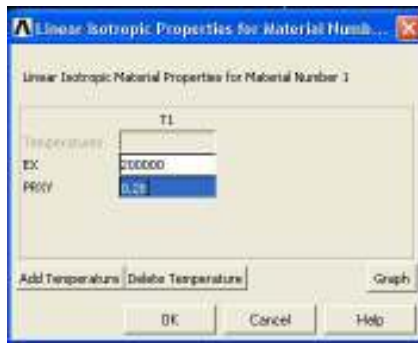 Linear Isotropic Properties for Material Numb...
Linear Isotropic Material Properties for Material Number 1
T1
Temperatures
EX 200000
PRXY 0.28
Add Temperature Delete Temperature Graph
OK Cancel Help